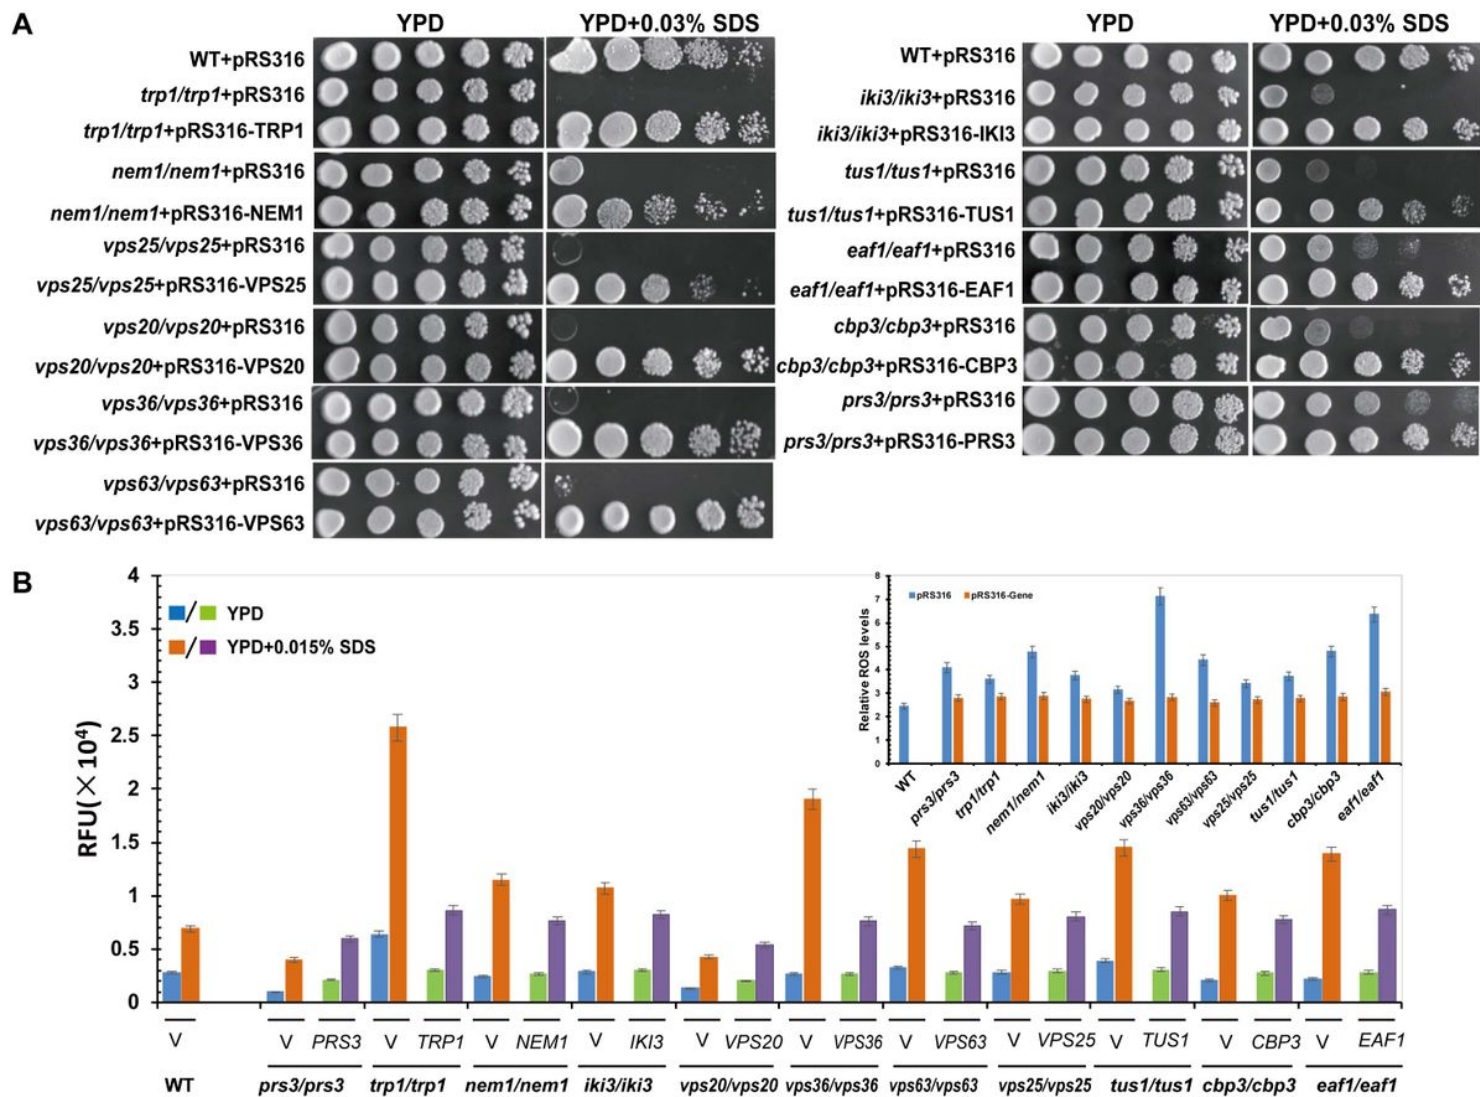 A
YPD YPD+0.03% SDS
WT+pRS316
trp1/trp1+pRS316
trp1/trp1+pRS316-TRP1
nem1/nem1+pRS316
nem1/nem1+pRS316-NEM1
vps25/vps25+pRS316
vps25/vps25+pRS316-VPS25
vps20/vps20+pRS316
vps20/vps20+pRS316-VPS20
vps36/vps36+pRS316
vps36/vps36+pRS316-VPS36
vps63/vps63+pRS316
vps63/vps63+pRS316-VPS63
YPD YPD+0.03% SDS
WT+pRS316
iki3/iki3+pRS316
iki3/iki3+pRS316-IKI3
tus1/tus1+pRS316
tus1/tus1+pRS316-TUS1
eaf1/eaf1+pRS316
eaf1/eaf1+pRS316-EAF1
cbp3/cbp3+pRS316
cbp3/cbp3+pRS316-CBP3
prs3/prs3+pRS316
prs3/prs3+pRS316-PRS3
B
RFU(×10⁴)
4
3.5
3
2.5
2
1.5
1
0.5
0
/ YPD
/ YPD+0.015% SDS
Relative ROS levels
8
7
6
5
4
3
2
1
0
pRS316 pRS316-Gene
WT prs3/prs3 trp1/trp1 nem1/nem1 iki3/iki3 vps20/vps20 vps36/vps36 vps63/vps63 vps25/vps25 tus1/tus1 cbp3/cbp3 eaf1/eaf1
V V PRS3 V TRP1 V NEM1 V IKI3 V VPS20 V VPS36 V VPS63 V VPS25 V TUS1 V CBP3 V EAF1
WT prs3/prs3 trp1/trp1 nem1/nem1 iki3/iki3 vps20/vps20 vps36/vps36 vps63/vps63 vps25/vps25 tus1/tus1 cbp3/cbp3 eaf1/eaf1